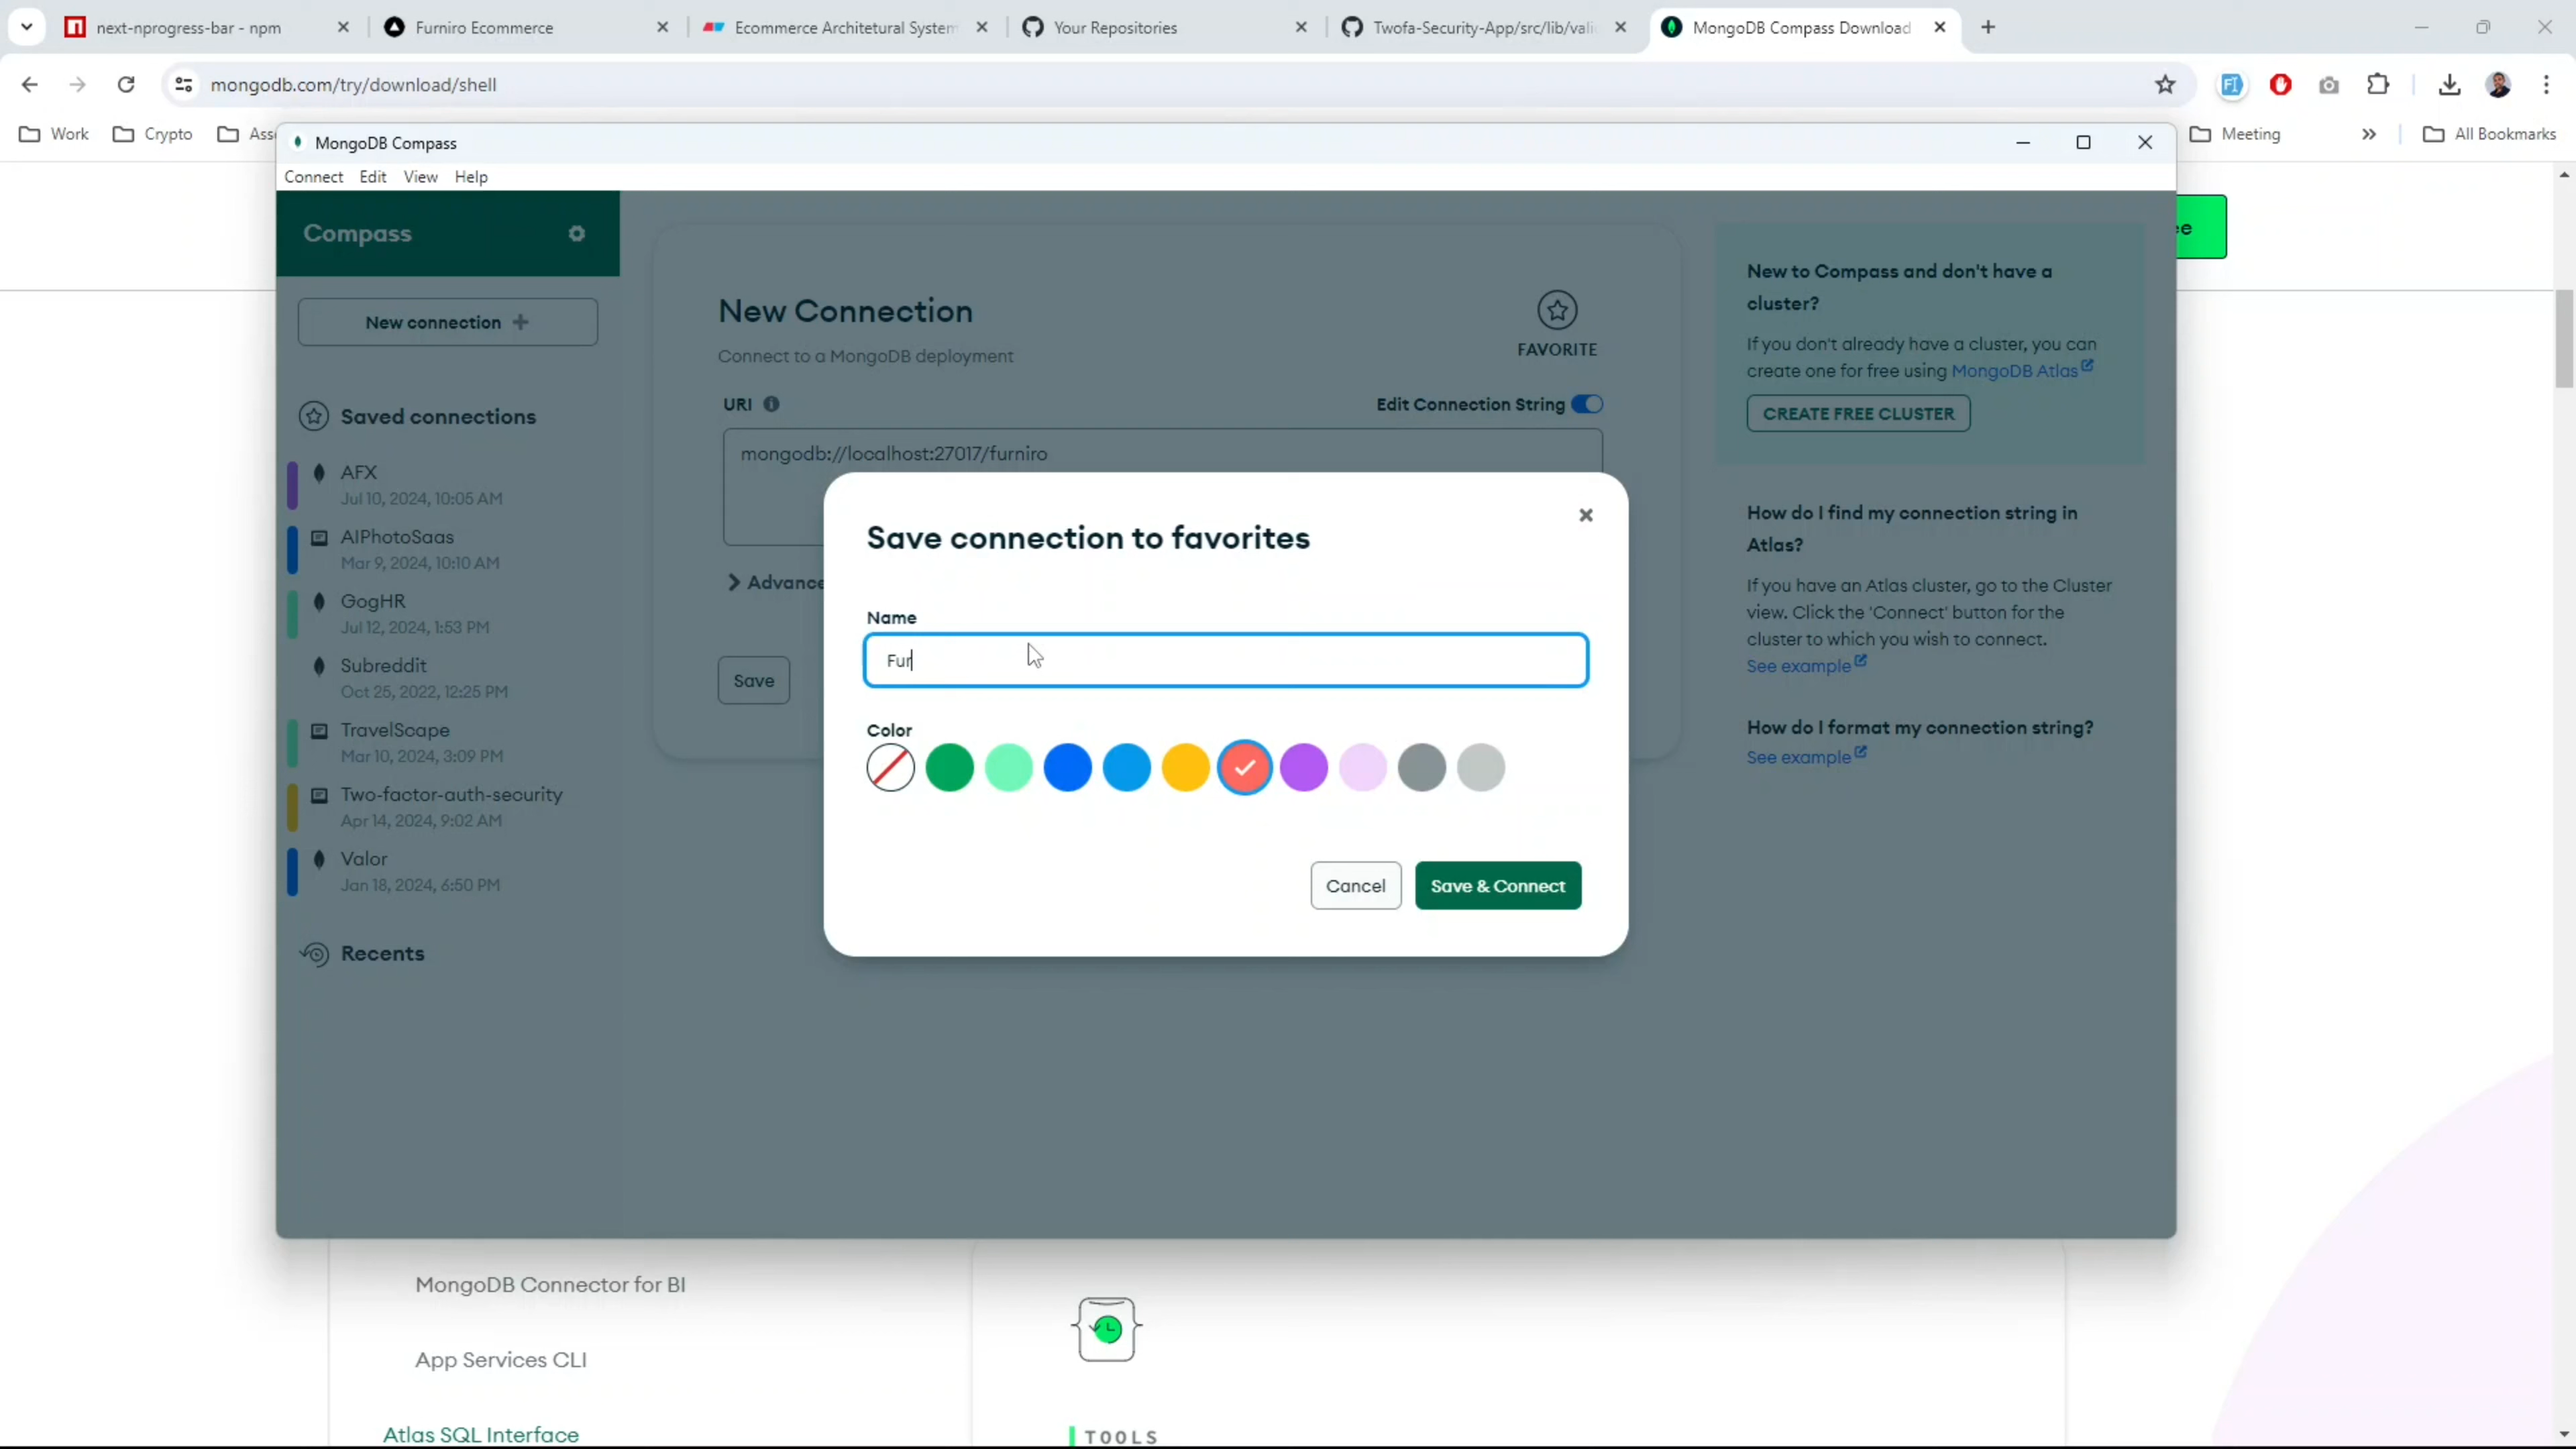 next-nprogress-bar - npm
Furniro Ecommerce
Ecommerce Architetural System
Your Repositories
Twofa-Security-App/src/lib/vali
MongoDB Compass Download
mongodb.com/try/download/shell
Work
Crypto
Ass
Meeting
All Bookmarks
MongoDB Compass
Connect Edit View Help
Compass
New connection
Saved connections
AFX
Jul 10, 2024, 10:05 AM
AIPhotoSaas
Mar 9, 2024, 10:10 AM
GogHR
Jul 12, 2024, 1:53 PM
Subreddit
Oct 25, 2022, 12:25 PM
TravelScape
Mar 10, 2024, 3:09 PM
Two-factor-auth-security
Apr 14, 2024, 9:02 AM
Valor
Jan 18, 2024, 6:50 PM
Recents
New Connection
Connect to a MongoDB deployment
FAVORITE
URI
Edit Connection String
mongodb://localhost:27017/furniro
Advance
Save
Save connection to favorites
Name
Fur
Color
Cancel
Save & Connect
New to Compass and don't have a
cluster?
If you don't already have a cluster, you can
create one for free using MongoDB Atlas
CREATE FREE CLUSTER
How do I find my connection string in
Atlas?
If you have an Atlas cluster, go to the Cluster
view. Click the 'Connect' button for the
cluster to which you wish to connect.
See example
How do I format my connection string?
See example
MongoDB Connector for BI
App Services CLI
Atlas SQL Interface
TOOLS